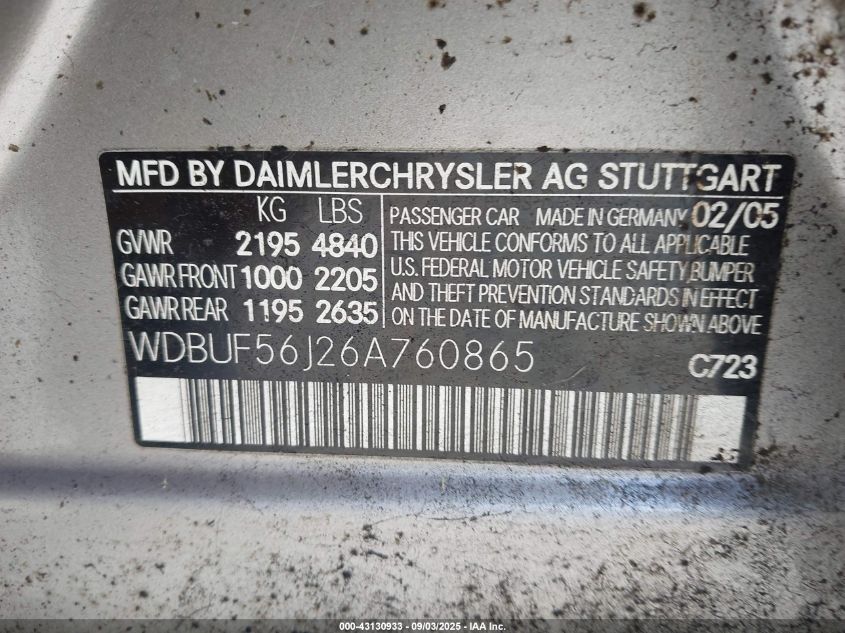 MFD BY DAIMLERCHRYSLER AG STUTTGART
KG LBS
GVWR 2195 4840
GAWR FRONT 1000 2205
GAWR REAR 1195 2635
PASSENGER CAR MADE IN GERMANY 02/05
THIS VEHICLE CONFORMS TO ALL APPLICABLE
U.S. FEDERAL MOTOR VEHICLE SAFETY, BUMPER
AND THEFT PREVENTION STANDARDS IN EFFECT
ON THE DATE OF MANUFACTURE SHOWN ABOVE.
WDBUF56J26A760865
C723
000-43130933 - 09/03/2025 - IAA Inc.